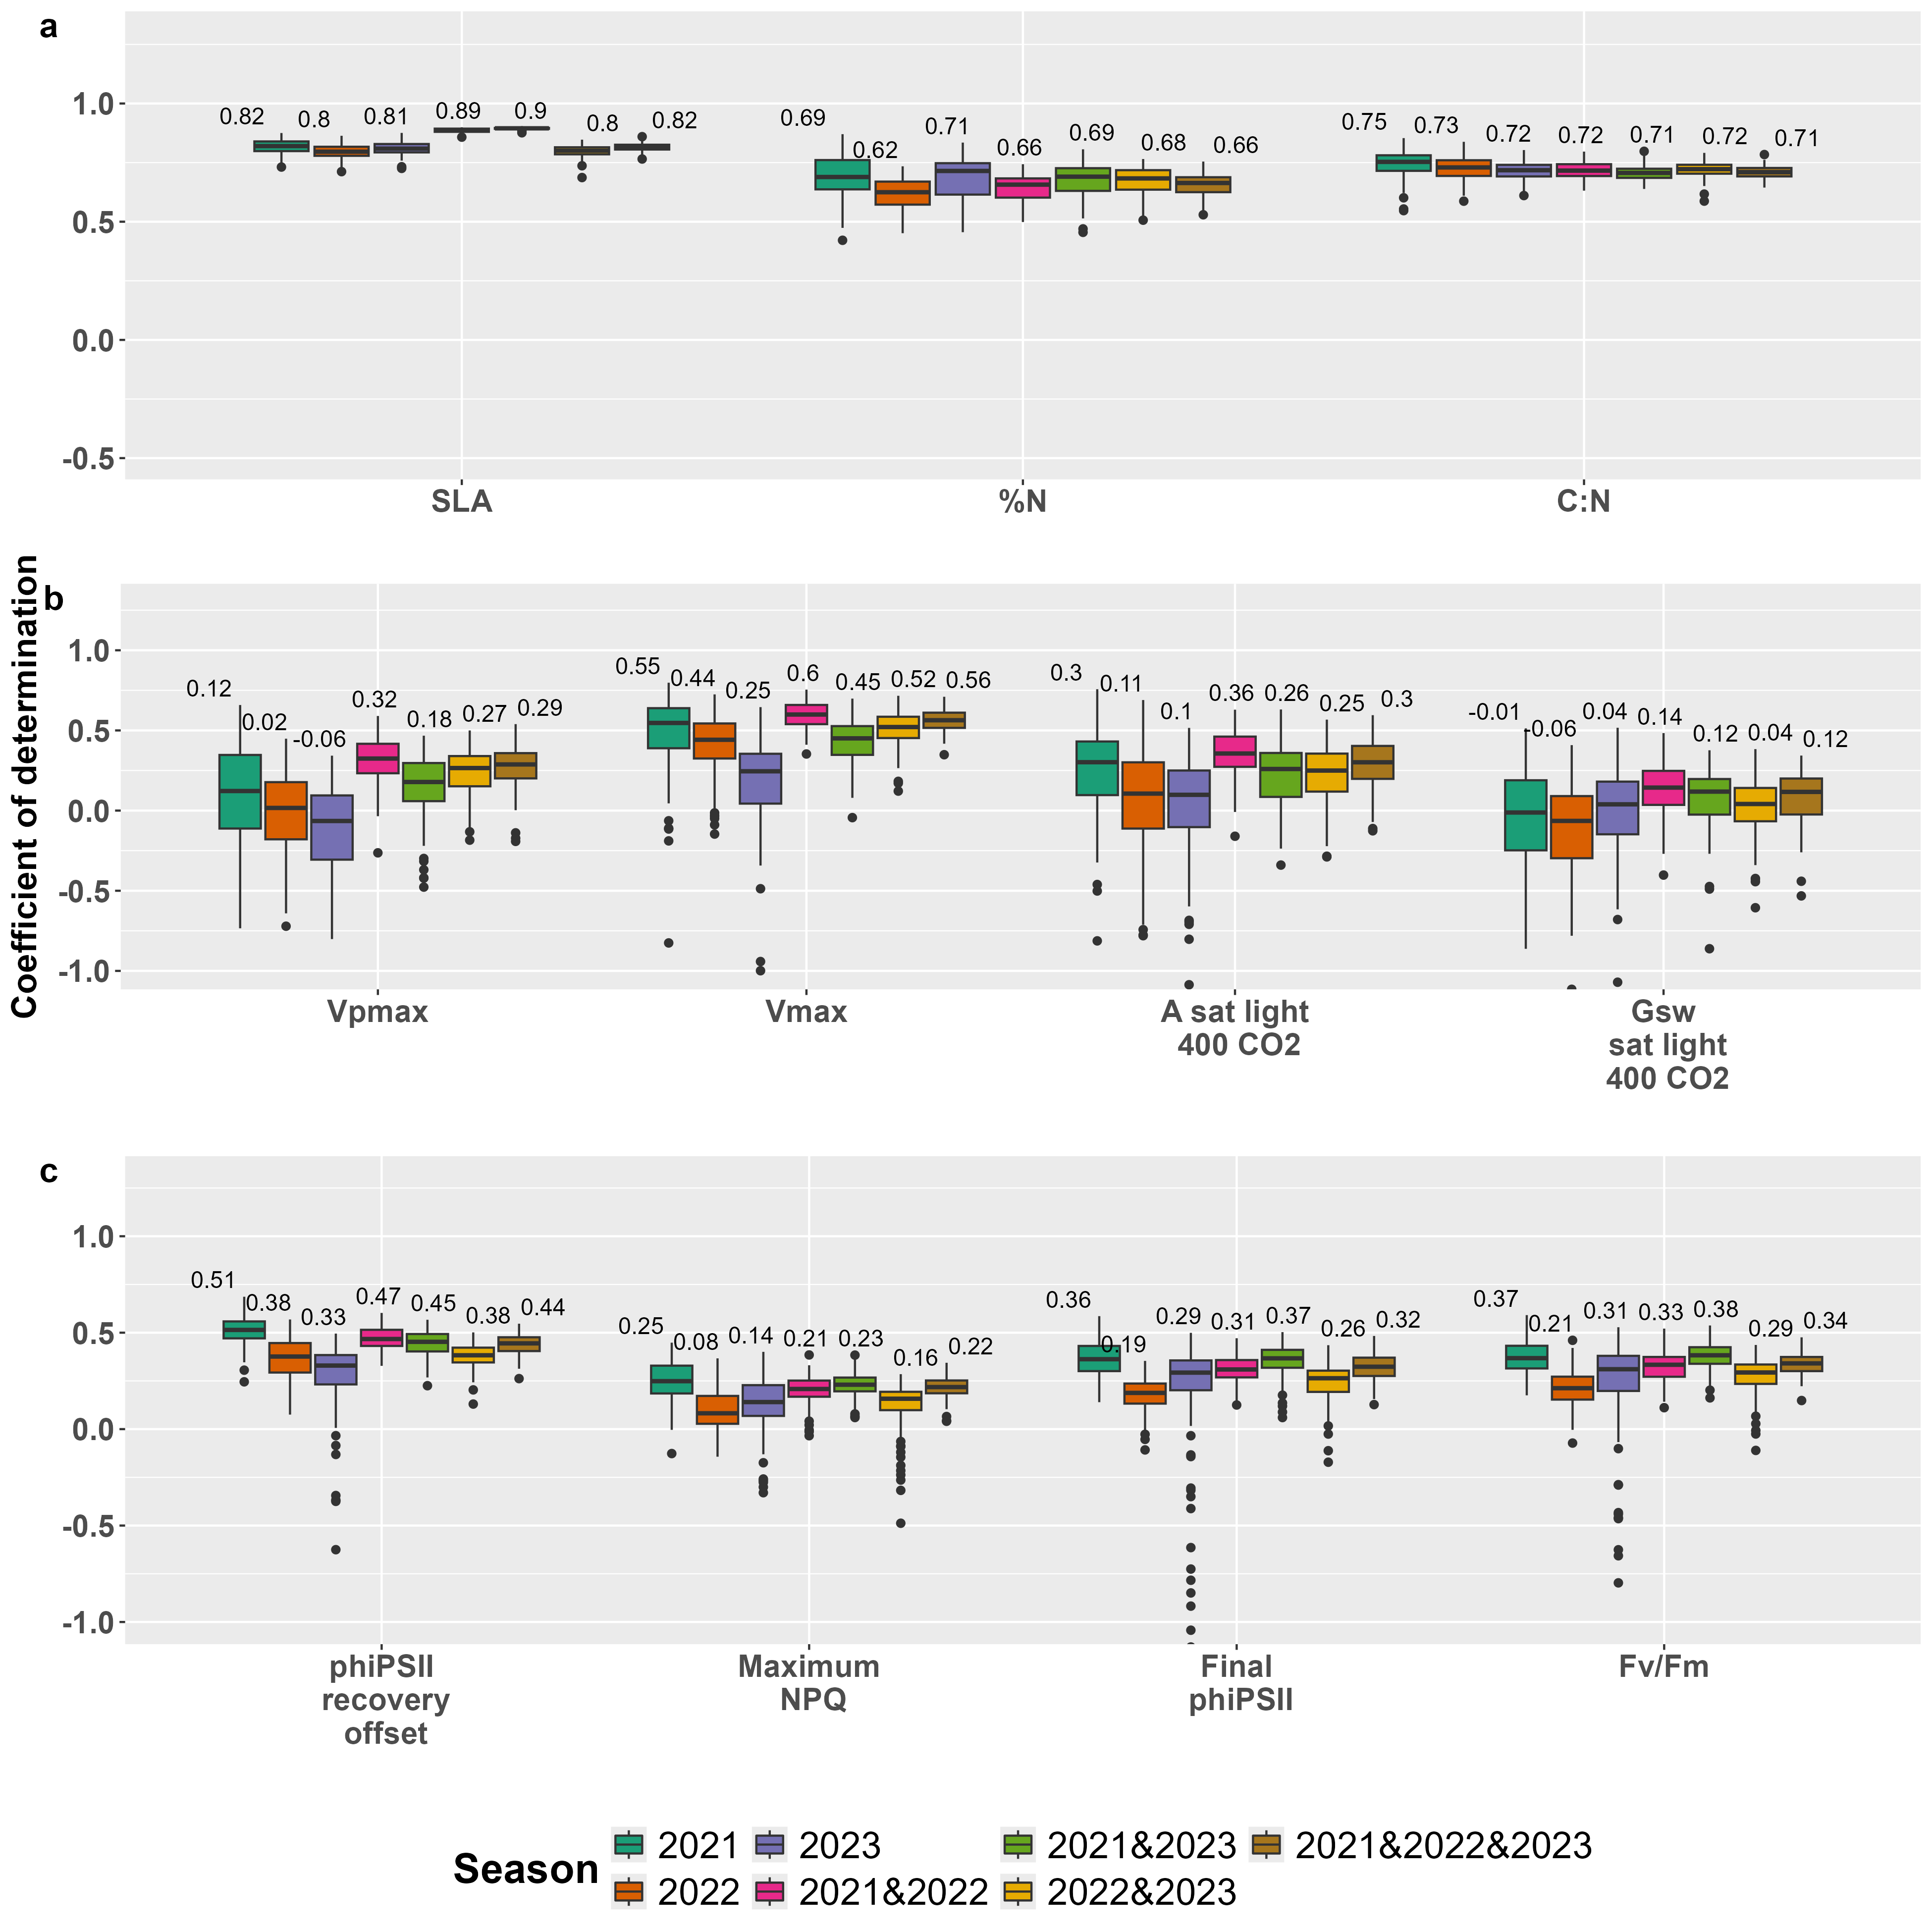 a
1.0
0.5
0.0
-0.5
0.82 0.8 0.81 0.89 0.9 0.8 0.82
0.69 0.62 0.71 0.66 0.69 0.68 0.66
0.75 0.73 0.72 0.72 0.71 0.72 0.71
SLA %N C:N
Coefficient of determination
b
1.0
0.5
0.0
-0.5
-1.0
0.12 0.02 -0.06 0.32 0.18 0.27 0.29
0.55 0.44 0.25 0.6 0.45 0.52 0.56
0.3 0.11 0.1 0.36 0.26 0.25 0.3
-0.01 -0.06 0.04 0.14 0.12 0.04 0.12
Vpmax
Vmax
A sat light
400 CO2
Gsw
sat light
400 CO2
c
1.0
0.5
0.0
-0.5
-1.0
0.51 0.38 0.33 0.47 0.45 0.38 0.44
0.25 0.08 0.14 0.21 0.23 0.16 0.22
0.36 0.19 0.29 0.31 0.37 0.26 0.32
0.37 0.21 0.31 0.33 0.38 0.29 0.34
phiPSII
recovery
offset
Maximum
NPQ
Final
phiPSII
Fv/Fm
Season
2021 2023 2021&2023 2021&2022&2023
2022 2021&2022 2022&2023